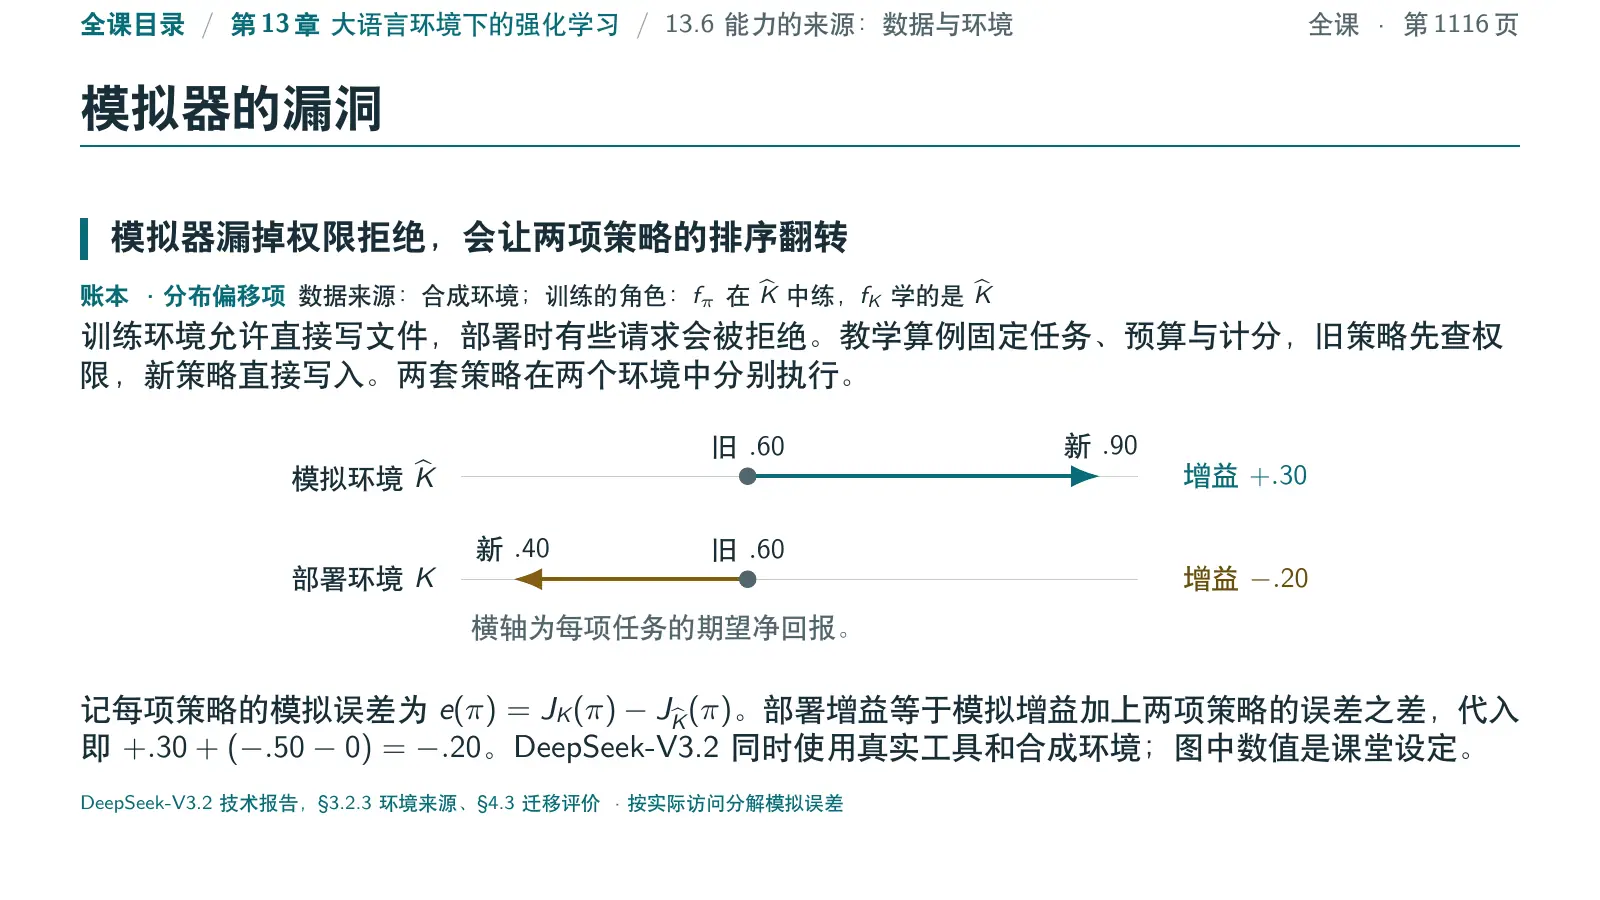 全课目录 / 第13章 大语言环境下的强化学习 / 13.6 能力的来源：数据与环境
全课 · 第1116页
模拟器的漏洞
模拟器漏掉权限拒绝，会让两项策略的排序翻转
账本 · 分布偏移项 数据来源：合成环境；训练的角色：f_π 在 K̂ 中练，f_K 学的是 K̂
训练环境允许直接写文件，部署时有些请求会被拒绝。教学算例固定任务、预算与计分，旧策略先查权
限，新策略直接写入。两套策略在两个环境中分别执行。
旧 .60 新 .90
模拟环境 K̂ 增益 +.30
新 .40 旧 .60
部署环境 K 增益 −.20
横轴为每项任务的期望净回报。
记每项策略的模拟误差为 e(π) = J_K(π) − J_K̂(π)。部署增益等于模拟增益加上两项策略的误差之差，代入
即 +.30 + (−.50 − 0) = −.20。DeepSeek-V3.2 同时使用真实工具和合成环境；图中数值是课堂设定。
DeepSeek-V3.2 技术报告，§3.2.3 环境来源、§4.3 迁移评价 · 按实际访问分解模拟误差